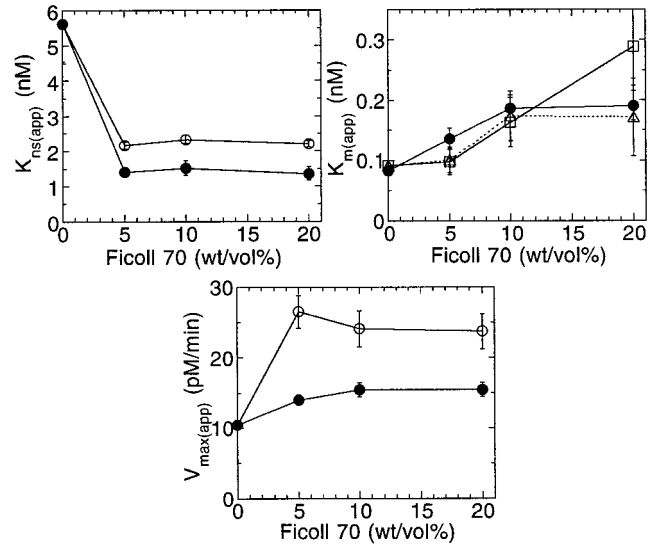 6
5
4
3
2
1
0
K_ns(app) (nM)
0 5 10 15 20
Ficoll 70 (wt/vol%)
0.3
0.2
0.1
0
K_m(app) (nM)
0 5 10 15 20
Ficoll 70 (wt/vol%)
30
20
10
0
V_max(app) (pM/min)
0 5 10 15 20
Ficoll 70 (wt/vol%)